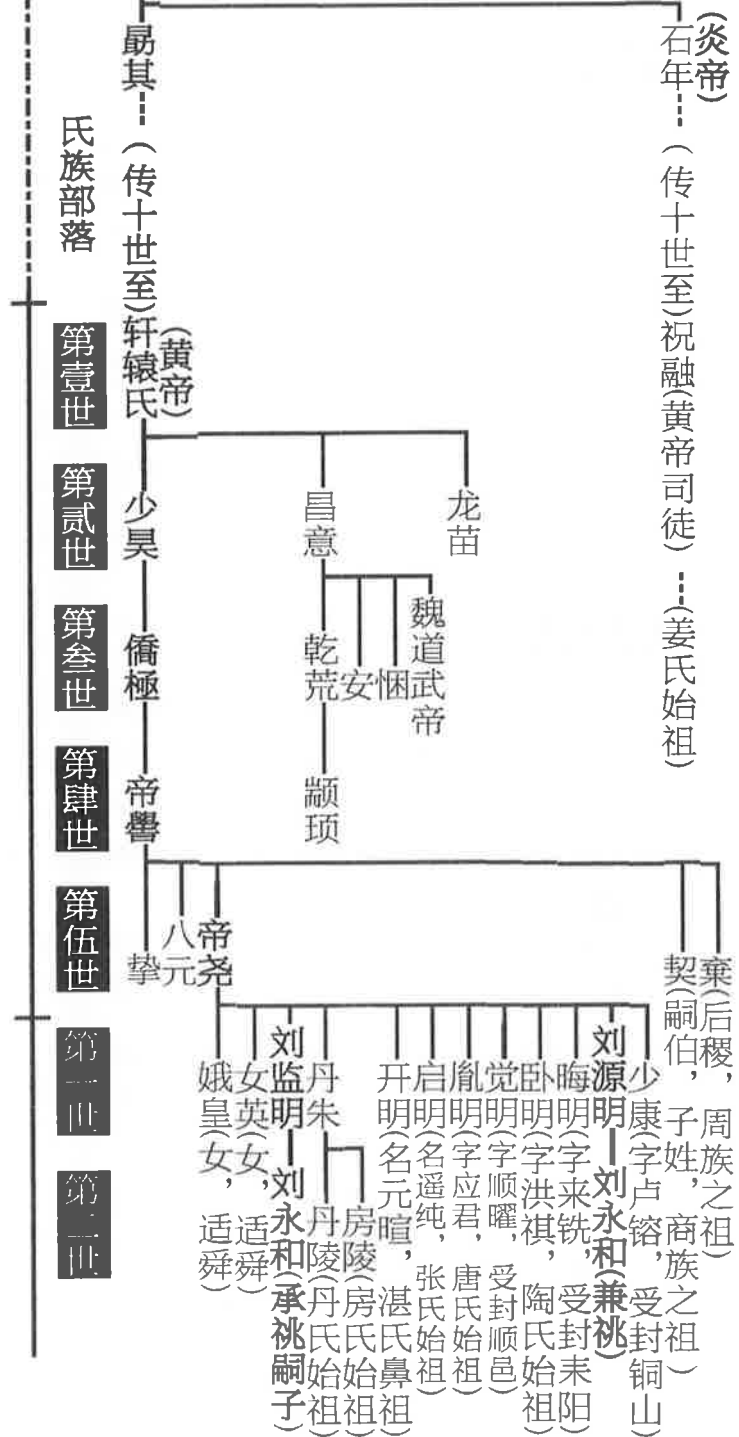 (炎帝)
石年
(传十世至)祝融(黄帝司徒)
(姜氏始祖)
勗其
(传十世至)轩辕氏
(黄帝)
氏族部落
第壹世
第贰世
第叁世
第肆世
第伍世
第一世
第二世
龙苗
昌意
少昊
魏道武帝
悃
安
乾荒
僑極
颛顼
帝嚳
棄(后稷，周族之祖)
契(嗣伯，子姓，商族之祖)
帝尧
八元
挚
少康(字卢镕，受封铜山)
刘源明
刘永和(兼祧)
晦明(字来铣，受封耒阳)
卧明(字洪祺，陶氏始祖)
觉明(字顺曜，受封顺邑)
胤明(字应君，唐氏始祖)
启明(名遥纯，张氏始祖)
开明(名元暄，湛氏鼻祖)
丹朱
房陵(房氏始祖)
丹陵(丹氏始祖)
刘监明
刘永和(承祧嗣子)
女英(女，适舜)
娥皇(女，适舜)